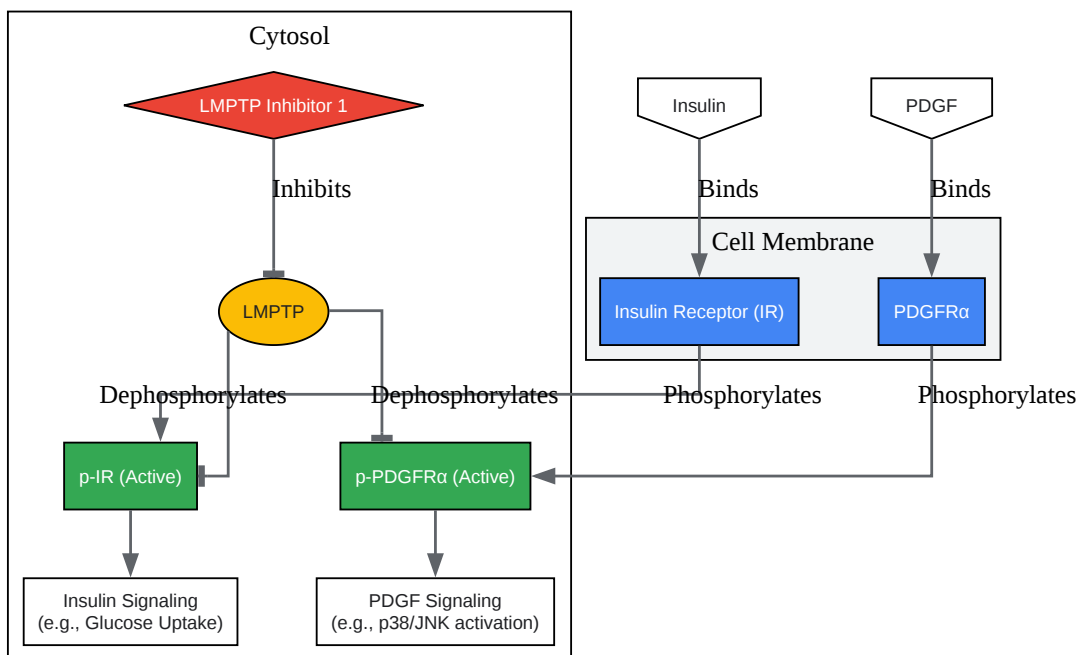 Cytosol
LMPTP Inhibitor 1
Insulin
PDGF
Inhibits
Binds
Binds
Cell Membrane
LMPTP
Insulin Receptor (IR)
PDGFRα
Dephosphorylates
Dephosphorylates
Phosphorylates
Phosphorylates
p-IR (Active)
p-PDGFRα (Active)
Insulin Signaling
(e.g., Glucose Uptake)
PDGF Signaling
(e.g., p38/JNK activation)